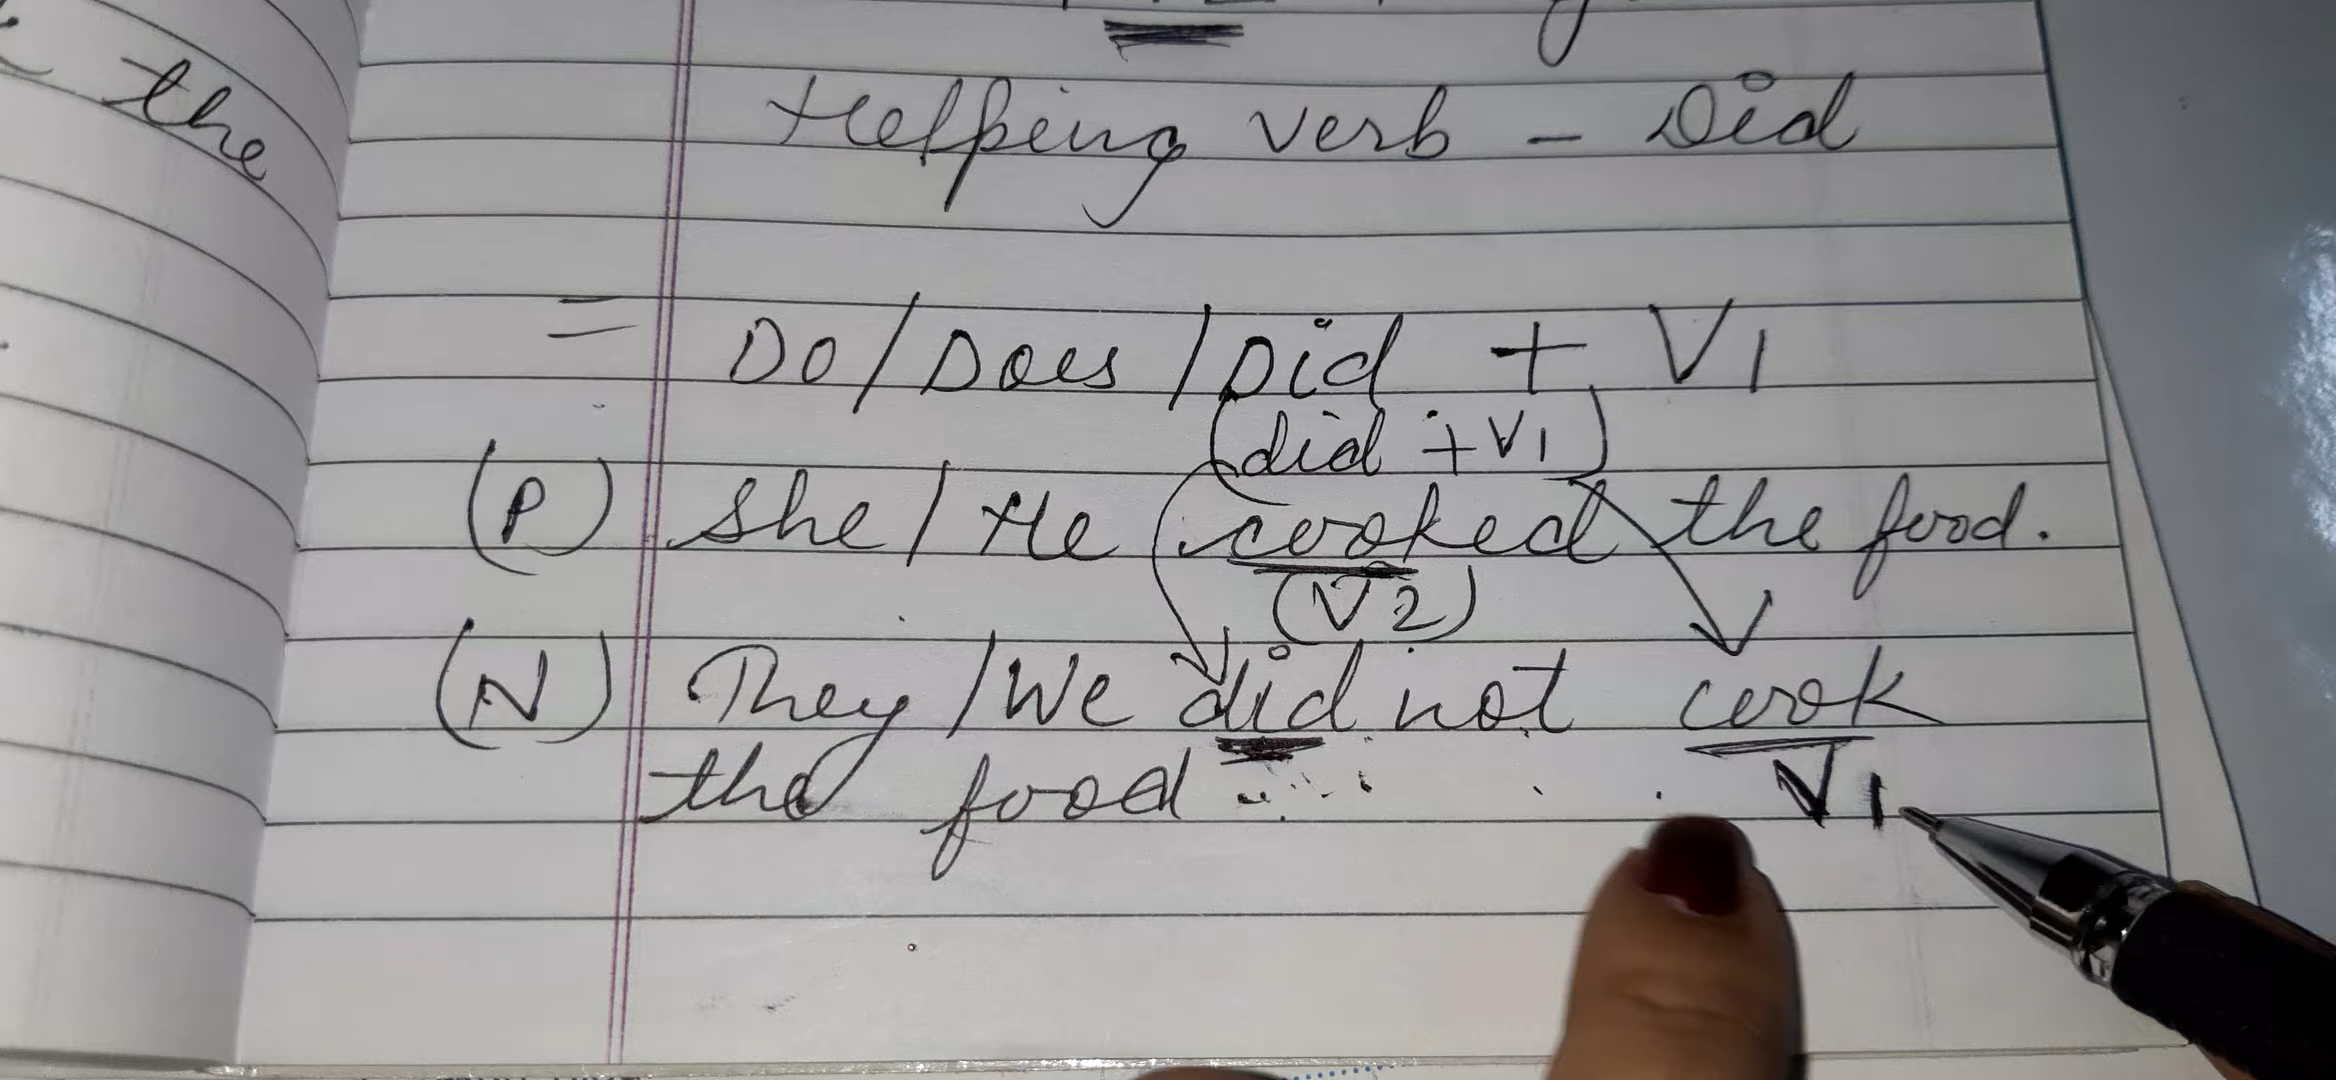 the
Helping verb - Did
= Do/Does/Did + V1
(did + V1)
(P) She/He cooked the food.
(V2)
(N) They/We did not cook
the food
V1